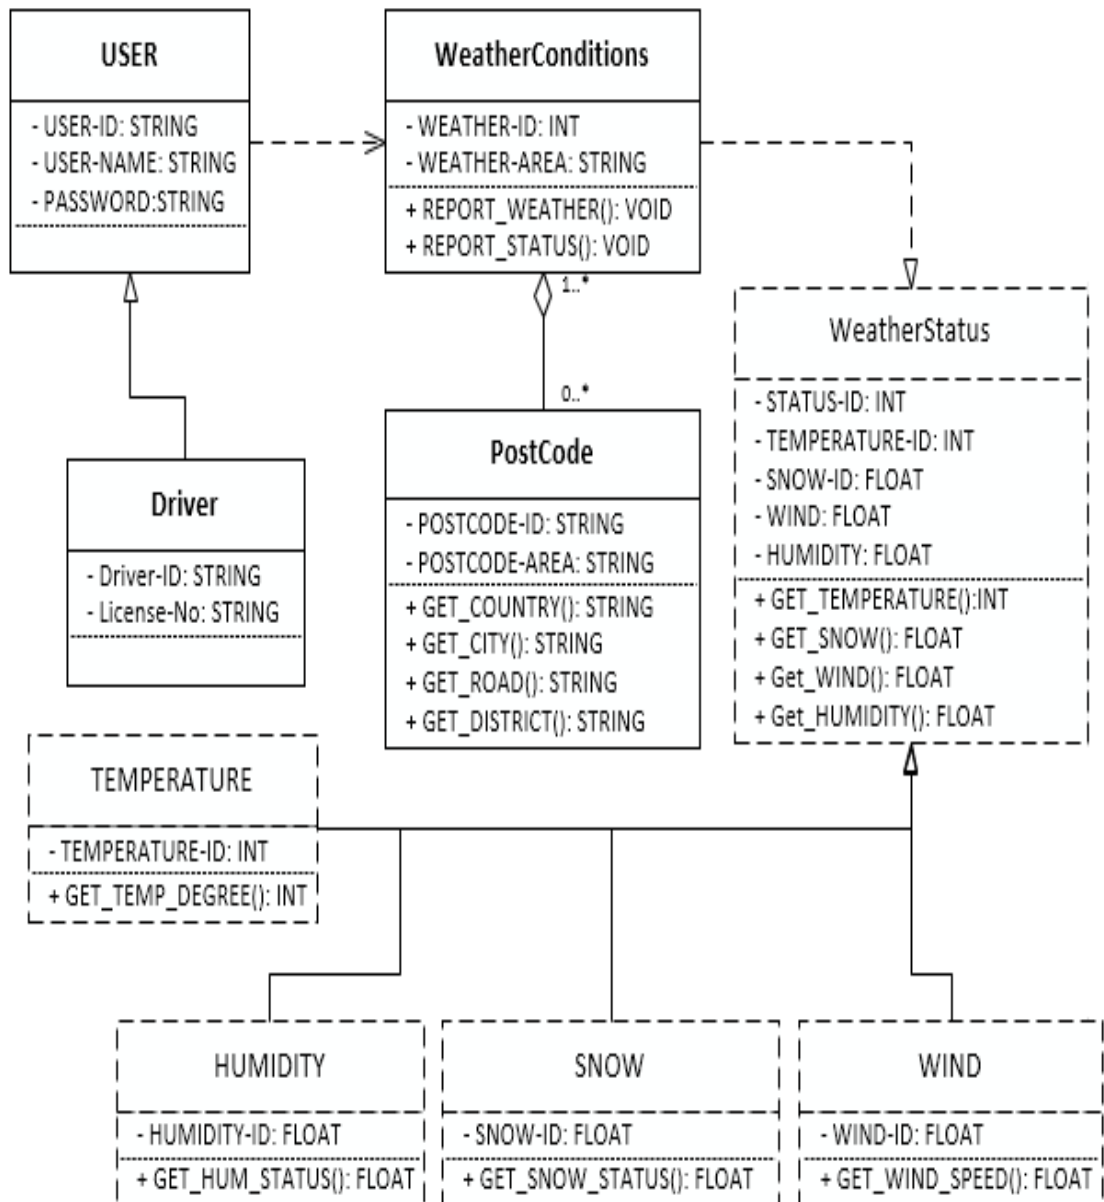 USER
- USER-ID: STRING
- USER-NAME: STRING
- PASSWORD:STRING
WeatherConditions
- WEATHER-ID: INT
- WEATHER-AREA: STRING
+ REPORT_WEATHER(): VOID
+ REPORT_STATUS(): VOID
1..*
0..*
WeatherStatus
- STATUS-ID: INT
- TEMPERATURE-ID: INT
- SNOW-ID: FLOAT
- WIND: FLOAT
- HUMIDITY: FLOAT
+ GET_TEMPERATURE():INT
+ GET_SNOW(): FLOAT
+ Get_WIND(): FLOAT
+ Get_HUMIDITY(): FLOAT
Driver
- Driver-ID: STRING
- License-No: STRING
PostCode
- POSTCODE-ID: STRING
- POSTCODE-AREA: STRING
+ GET_COUNTRY(): STRING
+ GET_CITY(): STRING
+ GET_ROAD(): STRING
+ GET_DISTRICT(): STRING
TEMPERATURE
- TEMPERATURE-ID: INT
+ GET_TEMP_DEGREE(): INT
HUMIDITY
- HUMIDITY-ID: FLOAT
+ GET_HUM_STATUS(): FLOAT
SNOW
- SNOW-ID: FLOAT
+ GET_SNOW_STATUS(): FLOAT
WIND
- WIND-ID: FLOAT
+ GET_WIND_SPEED(): FLOAT